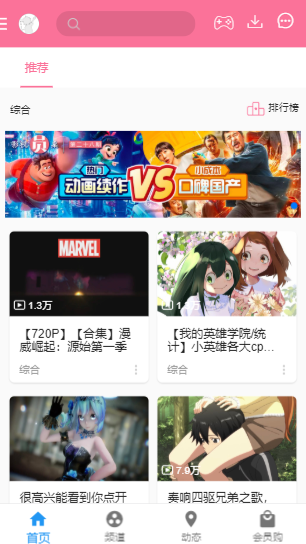 推荐
综合
排行榜
第二十六期
热门
动画续作
VS
小成本
口碑国产
MARVEL
1.3万
1.2万
【720P】【合集】漫
威崛起：源始第一季
【我的英雄学院/统
计】小英雄各大cp...
综合
综合
7.9万
很高兴能看到你点开
奏响四驱兄弟之歌，
首页
频道
动态
会员购